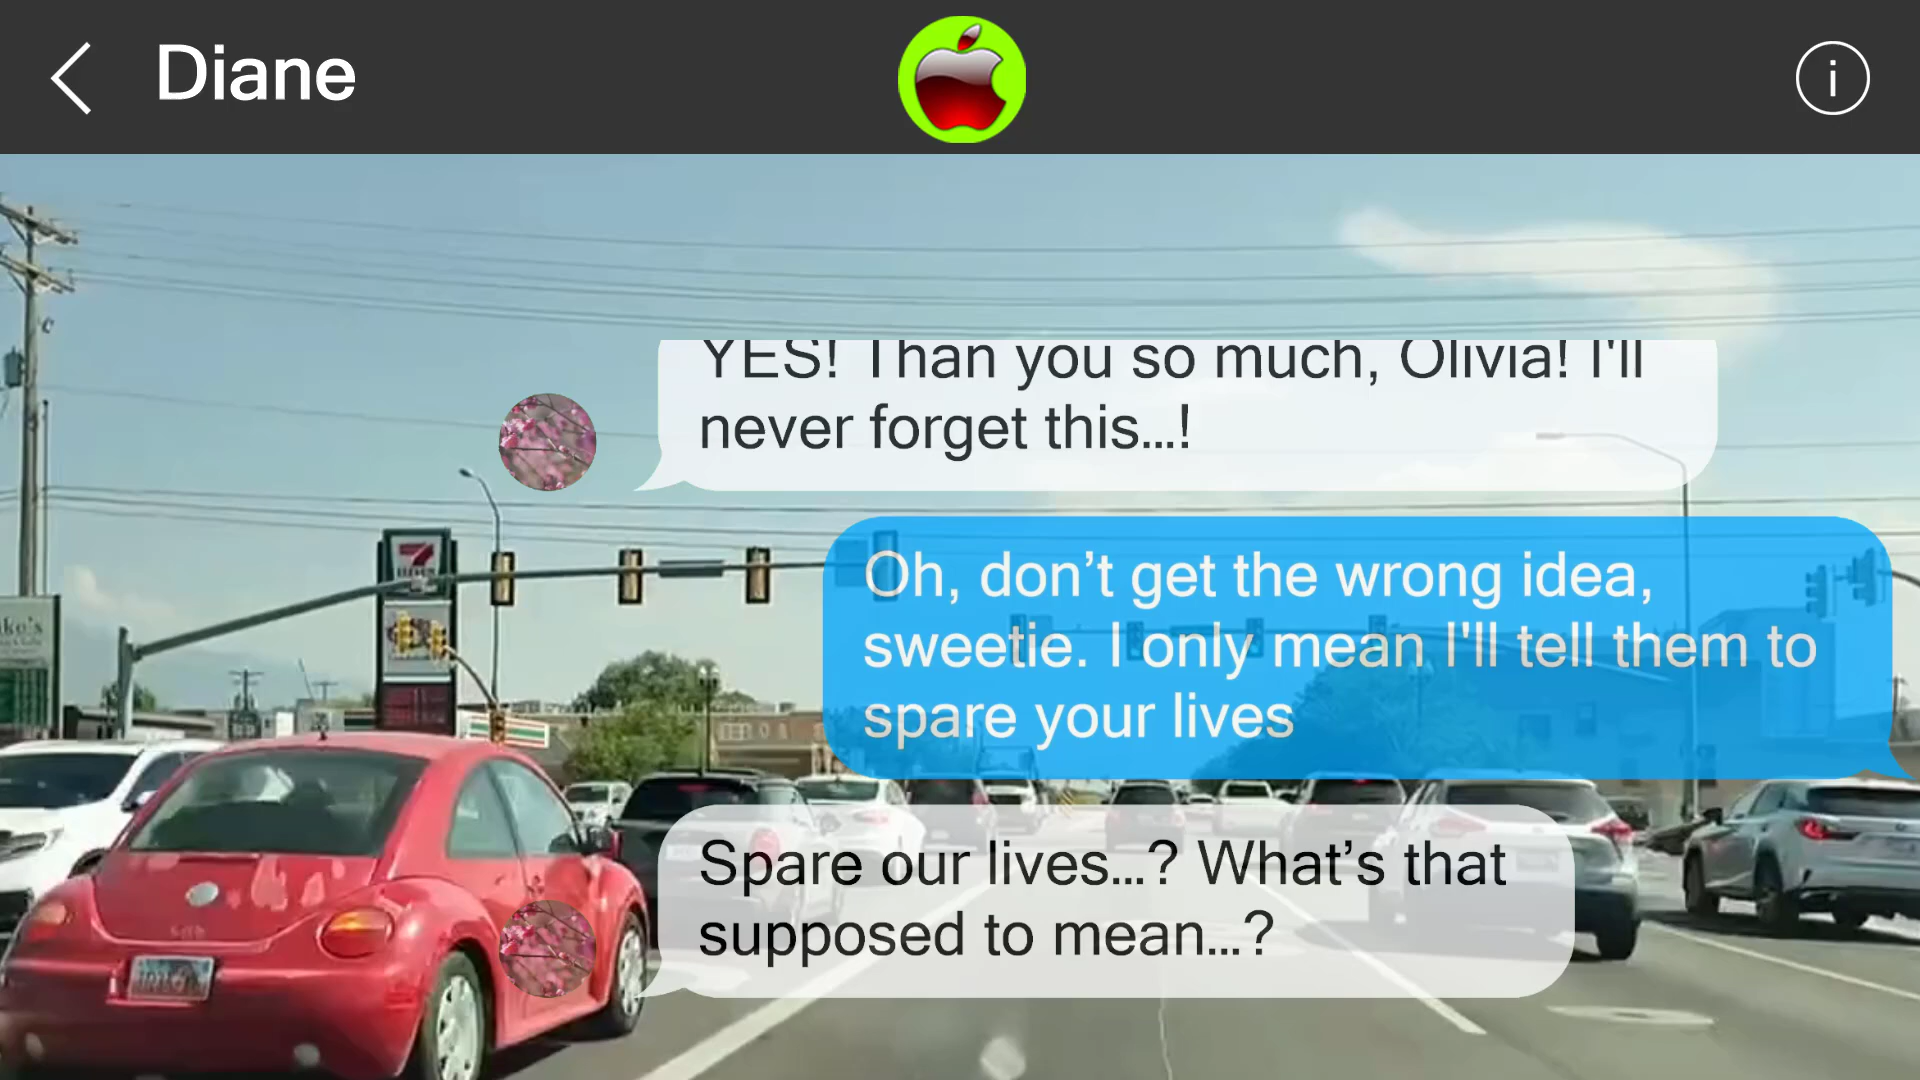 Diane
YES! Than you so much, Olivia! I'll
never forget this...!
Oh, don’t get the wrong idea,
sweetie. I only mean I'll tell them to
spare your lives
Spare our lives...? What’s that
supposed to mean...?
7